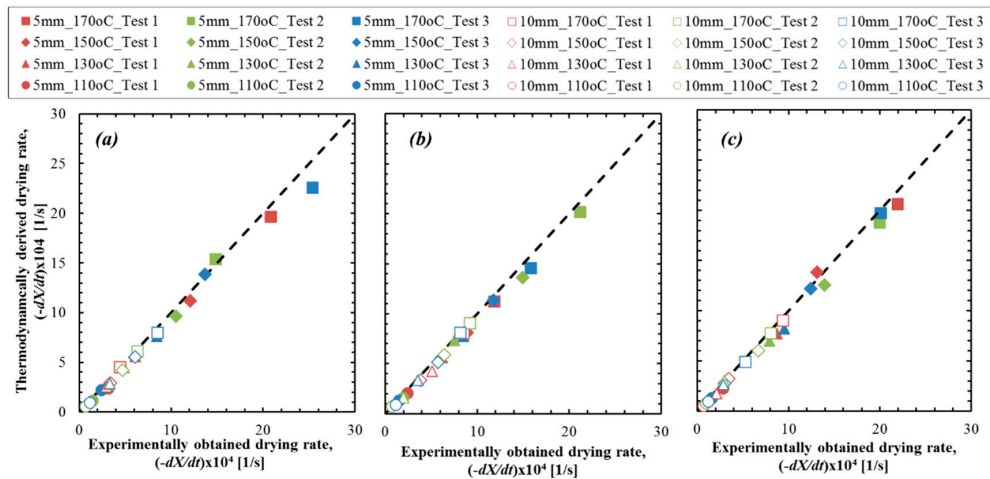 5mm_170oC_Test 1 5mm_170oC_Test 2 5mm_170oC_Test 3 10mm_170oC_Test 1 10mm_170oC_Test 2 10mm_170oC_Test 3
5mm_150oC_Test 1 5mm_150oC_Test 2 5mm_150oC_Test 3 10mm_150oC_Test 1 10mm_150oC_Test 2 10mm_150oC_Test 3
5mm_130oC_Test 1 5mm_130oC_Test 2 5mm_130oC_Test 3 10mm_130oC_Test 1 10mm_130oC_Test 2 10mm_130oC_Test 3
5mm_110oC_Test 1 5mm_110oC_Test 2 5mm_110oC_Test 3 10mm_110oC_Test 1 10mm_110oC_Test 2 10mm_110oC_Test 3
Thermodynamcally derived drying rate,
(-dX/dt)x104 [1/s]
30
25
20
15
10
5
0
(a)
0 10 20 30
Experimentally obtained drying rate,
(-dX/dt)x10⁴ [1/s]
(b)
0 10 20 30
Experimentally obtained drying rate,
(-dX/dt)x10⁴ [1/s]
(c)
0 10 20 30
Experimentally obtained drying rate,
(-dX/dt)x10⁴ [1/s]